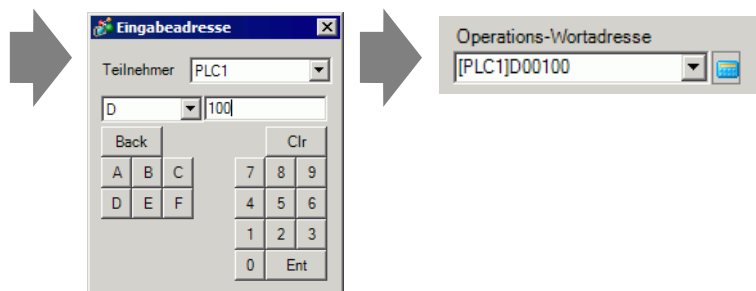 Eingabeadresse
Teilnehmer PLC1
D 100
Back Clr
A B C 7 8 9
D E F 4 5 6
1 2 3
0 Ent
Operations-Wortadresse
[PLC1]D00100